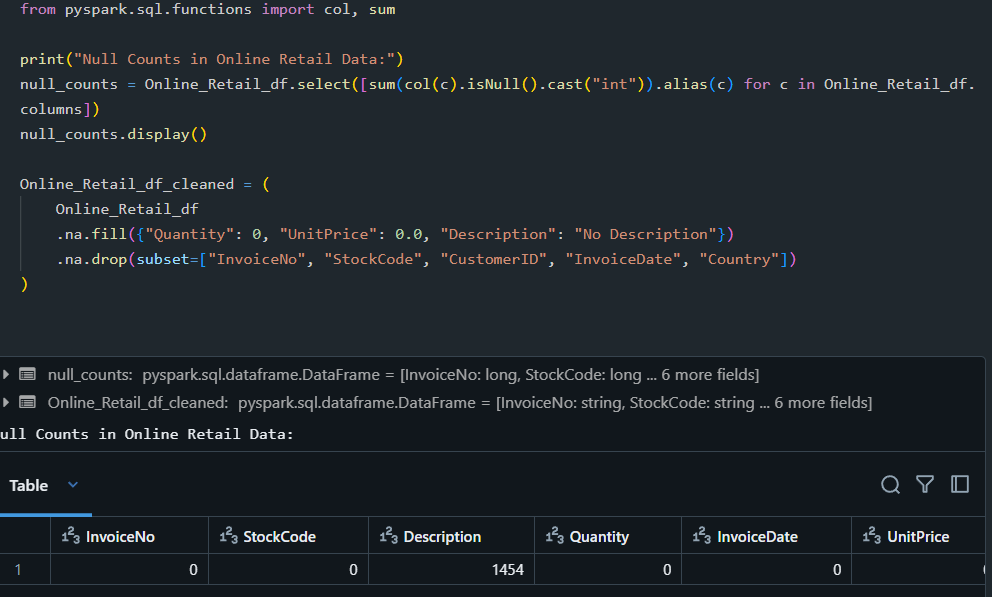 from pyspark.sql.functions import col, sum
print("Null Counts in Online Retail Data:")
null_counts = Online_Retail_df.select([sum(col(c).isNull().cast("int")).alias(c) for c in Online_Retail_df.
columns])
null_counts.display()
Online_Retail_df_cleaned = (
Online_Retail_df
.na.fill({"Quantity": 0, "UnitPrice": 0.0, "Description": "No Description"})
.na.drop(subset=["InvoiceNo", "StockCode", "CustomerID", "InvoiceDate", "Country"])
)
null_counts: pyspark.sql.dataframe.DataFrame = [InvoiceNo: long, StockCode: long ... 6 more fields]
Online_Retail_df_cleaned: pyspark.sql.dataframe.DataFrame = [InvoiceNo: string, StockCode: string ... 6 more fields]
ull Counts in Online Retail Data:
Table
123 InvoiceNo 123 StockCode 123 Description 123 Quantity 123 InvoiceDate 123 UnitPrice
1 0 0 1454 0 0